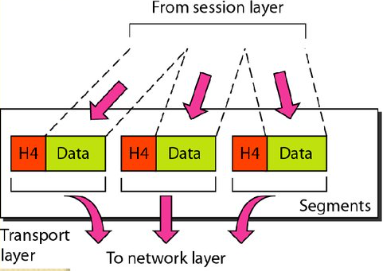 From session layer
H4 Data H4 Data H4 Data
Segments
Transport
layer
To network layer